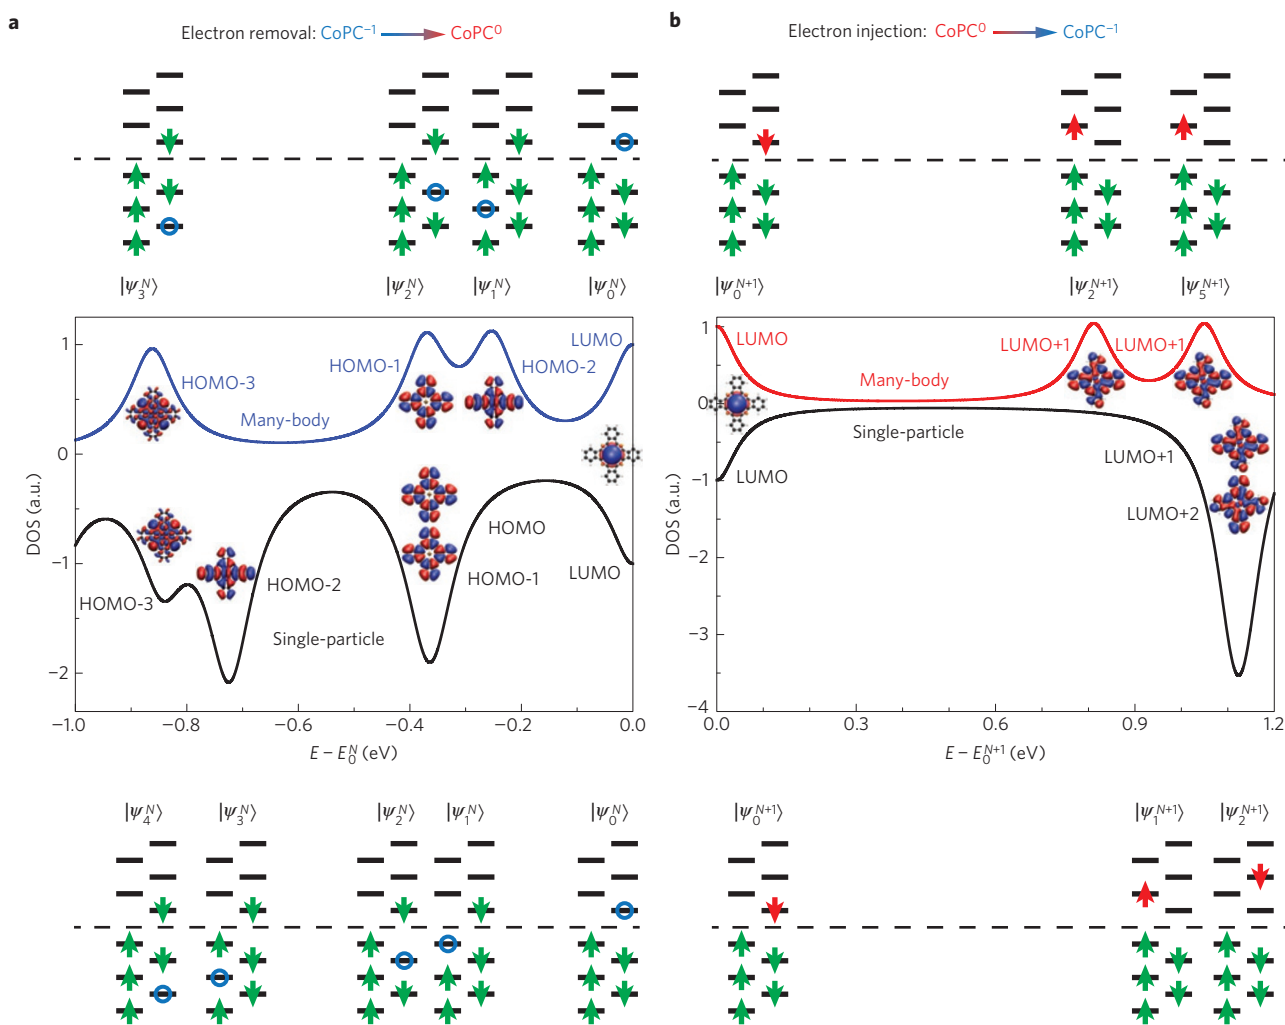 a
Electron removal: CoPC⁻¹ → CoPC⁰
|ψ₃ᴺ⟩ |ψ₂ᴺ⟩ |ψ₁ᴺ⟩ |ψ₀ᴺ⟩
LUMO
HOMO-1 HOMO-2
HOMO-3
Many-body
HOMO
LUMO
HOMO-1
HOMO-2
HOMO-3
Single-particle
DOS (a.u.)
1
0
−1
−2
−1.0 −0.8 −0.6 −0.4 −0.2 0.0
E − E₀ᴺ (eV)
|ψ₄ᴺ⟩ |ψ₃ᴺ⟩ |ψ₂ᴺ⟩ |ψ₁ᴺ⟩ |ψ₀ᴺ⟩
b
Electron injection: CoPC⁰ → CoPC⁻¹
|ψ₀ᴺ⁺¹⟩ |ψ₂ᴺ⁺¹⟩ |ψ₅ᴺ⁺¹⟩
LUMO LUMO+1 LUMO+1
Many-body
Single-particle
LUMO+1
LUMO
LUMO+2
DOS (a.u.)
1
0
−1
−2
−3
−4
0.0 0.3 0.6 0.9 1.2
E − E₀ᴺ⁺¹ (eV)
|ψ₀ᴺ⁺¹⟩ |ψ₁ᴺ⁺¹⟩ |ψ₂ᴺ⁺¹⟩